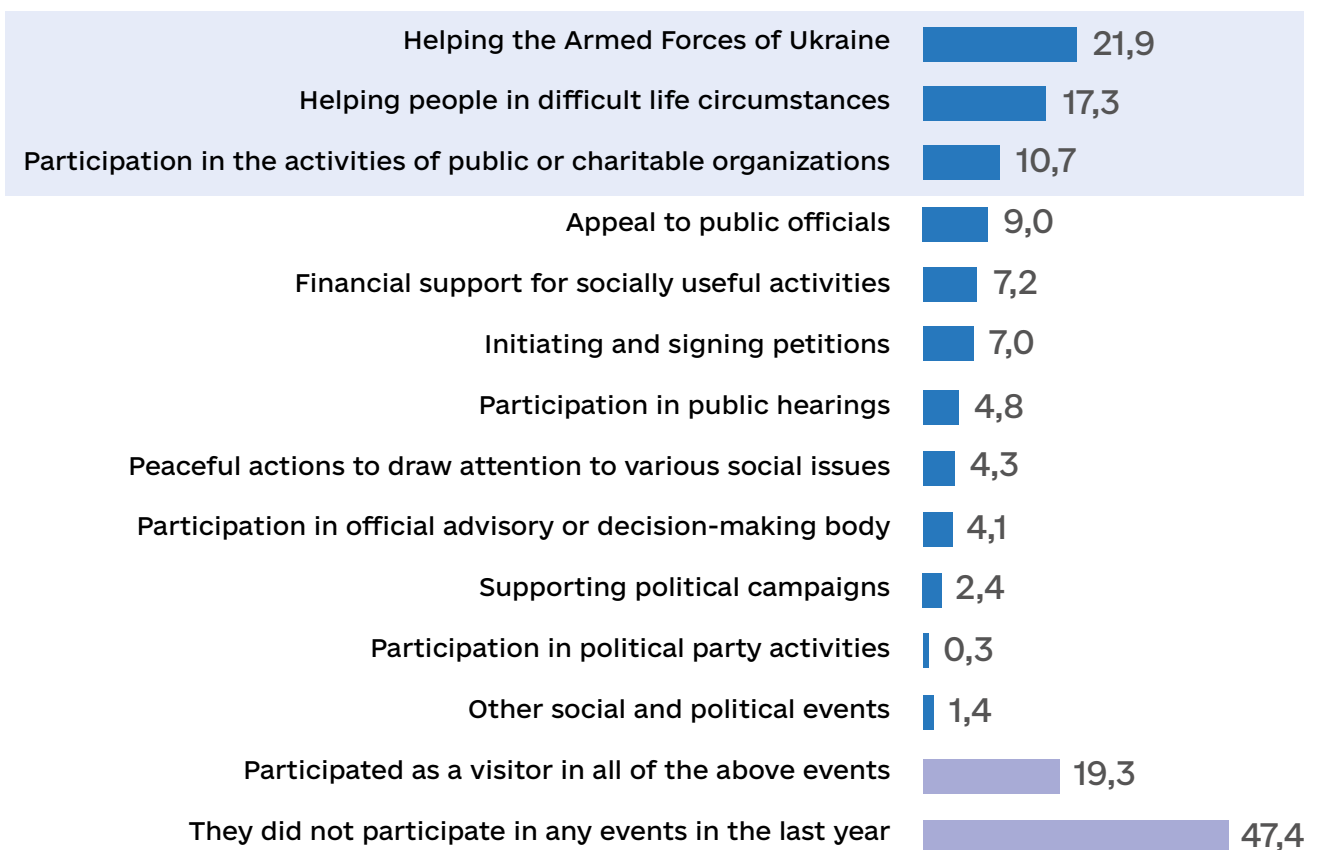 Helping the Armed Forces of Ukraine 21,9
Helping people in difficult life circumstances 17,3
Participation in the activities of public or charitable organizations 10,7
Appeal to public officials 9,0
Financial support for socially useful activities 7,2
Initiating and signing petitions 7,0
Participation in public hearings 4,8
Peaceful actions to draw attention to various social issues 4,3
Participation in official advisory or decision-making body 4,1
Supporting political campaigns 2,4
Participation in political party activities 0,3
Other social and political events 1,4
Participated as a visitor in all of the above events 19,3
They did not participate in any events in the last year 47,4